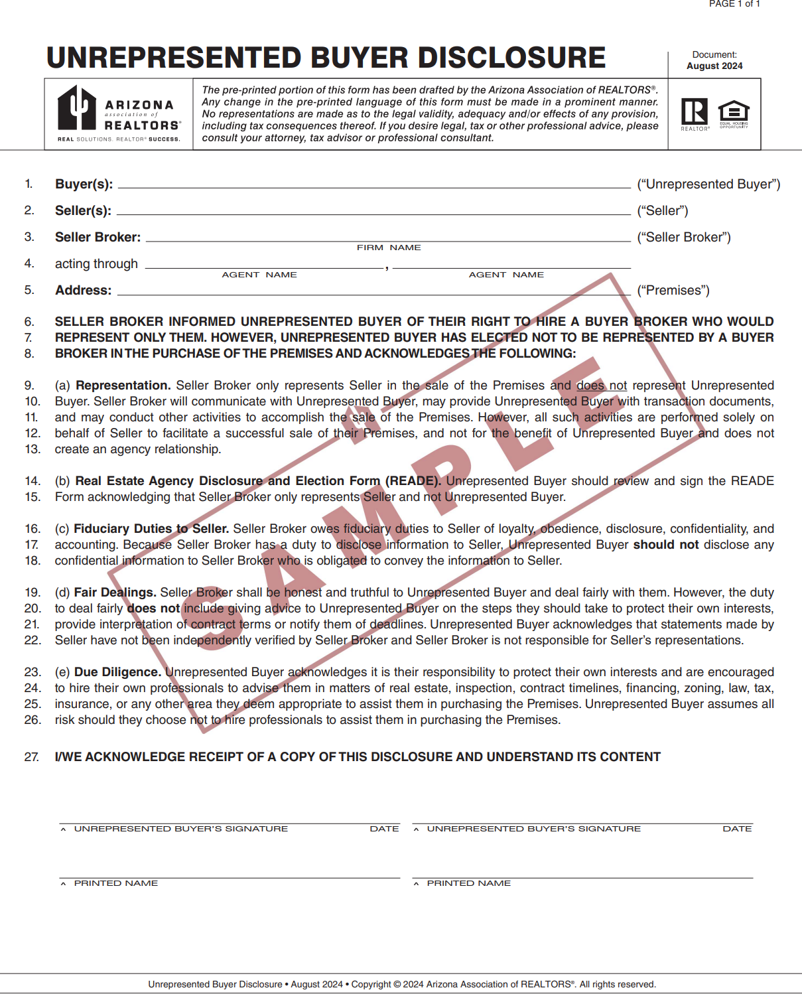 PAGE 1 of 1
UNREPRESENTED BUYER DISCLOSURE
Document:
August 2024
ARIZONA
association of
REALTORS®
REAL SOLUTIONS. REALTOR® SUCCESS.
The pre-printed portion of this form has been drafted by the Arizona Association of REALTORS®.
Any change in the pre-printed language of this form must be made in a prominent manner.
No representations are made as to the legal validity, adequacy and/or effects of any provision,
including tax consequences thereof. If you desire legal, tax or other professional advice, please
consult your attorney, tax advisor or professional consultant.
REALTOR®
EQUAL HOUSING
OPPORTUNITY
1. Buyer(s): (“Unrepresented Buyer”)
2. Seller(s): (“Seller”)
3. Seller Broker: (“Seller Broker”)
FIRM NAME
4. acting through ,
AGENT NAME AGENT NAME
5. Address: (“Premises”)
6. SELLER BROKER INFORMED UNREPRESENTED BUYER OF THEIR RIGHT TO HIRE A BUYER BROKER WHO WOULD
7. REPRESENT ONLY THEM. HOWEVER, UNREPRESENTED BUYER HAS ELECTED NOT TO BE REPRESENTED BY A BUYER
8. BROKER IN THE PURCHASE OF THE PREMISES AND ACKNOWLEDGES THE FOLLOWING:
9. (a) Representation. Seller Broker only represents Seller in the sale of the Premises and does not represent Unrepresented
10. Buyer. Seller Broker will communicate with Unrepresented Buyer, may provide Unrepresented Buyer with transaction documents,
11. and may conduct other activities to accomplish the sale of the Premises. However, all such activities are performed solely on
12. behalf of Seller to facilitate a successful sale of their Premises, and not for the benefit of Unrepresented Buyer and does not
13. create an agency relationship.
14. (b) Real Estate Agency Disclosure and Election Form (READE). Unrepresented Buyer should review and sign the READE
15. Form acknowledging that Seller Broker only represents Seller and not Unrepresented Buyer.
16. (c) Fiduciary Duties to Seller. Seller Broker owes fiduciary duties to Seller of loyalty, obedience, disclosure, confidentiality, and
17. accounting. Because Seller Broker has a duty to disclose information to Seller, Unrepresented Buyer should not disclose any
18. confidential information to Seller Broker who is obligated to convey the information to Seller.
19. (d) Fair Dealings. Seller Broker shall be honest and truthful to Unrepresented Buyer and deal fairly with them. However, the duty
20. to deal fairly does not include giving advice to Unrepresented Buyer on the steps they should take to protect their own interests,
21. provide interpretation of contract terms or notify them of deadlines. Unrepresented Buyer acknowledges that statements made by
22. Seller have not been independently verified by Seller Broker and Seller Broker is not responsible for Seller’s representations.
23. (e) Due Diligence. Unrepresented Buyer acknowledges it is their responsibility to protect their own interests and are encouraged
24. to hire their own professionals to advise them in matters of real estate, inspection, contract timelines, financing, zoning, law, tax,
25. insurance, or any other area they deem appropriate to assist them in purchasing the Premises. Unrepresented Buyer assumes all
26. risk should they choose not to hire professionals to assist them in purchasing the Premises.
SAMPLE
27. I/WE ACKNOWLEDGE RECEIPT OF A COPY OF THIS DISCLOSURE AND UNDERSTAND ITS CONTENT
^ UNREPRESENTED BUYER’S SIGNATURE DATE ^ UNREPRESENTED BUYER’S SIGNATURE DATE
^ PRINTED NAME ^ PRINTED NAME
Unrepresented Buyer Disclosure • August 2024 • Copyright © 2024 Arizona Association of REALTORS®. All rights reserved.